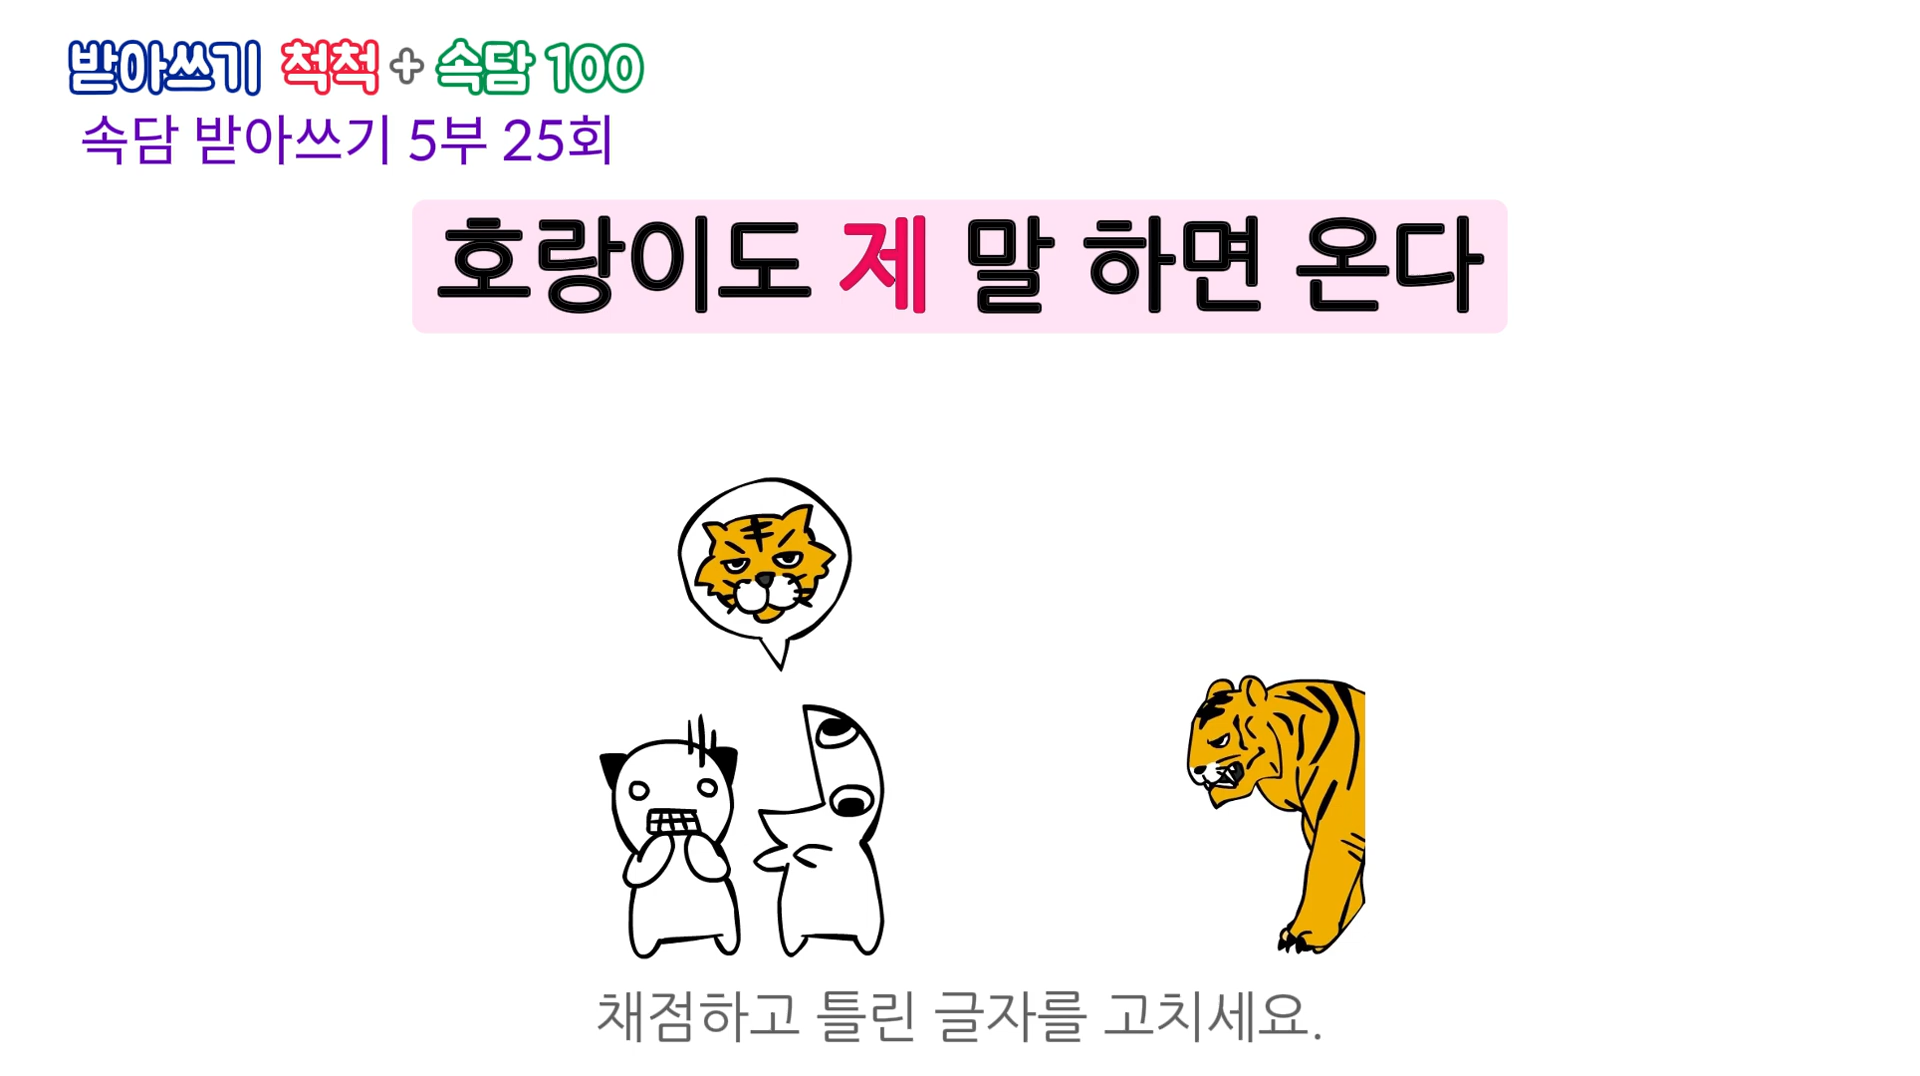 받아쓰기 척척 + 속담 100
속담 받아쓰기 5부 25회
호랑이도 제 말 하면 온다
채점하고 틀린 글자를 고치세요.